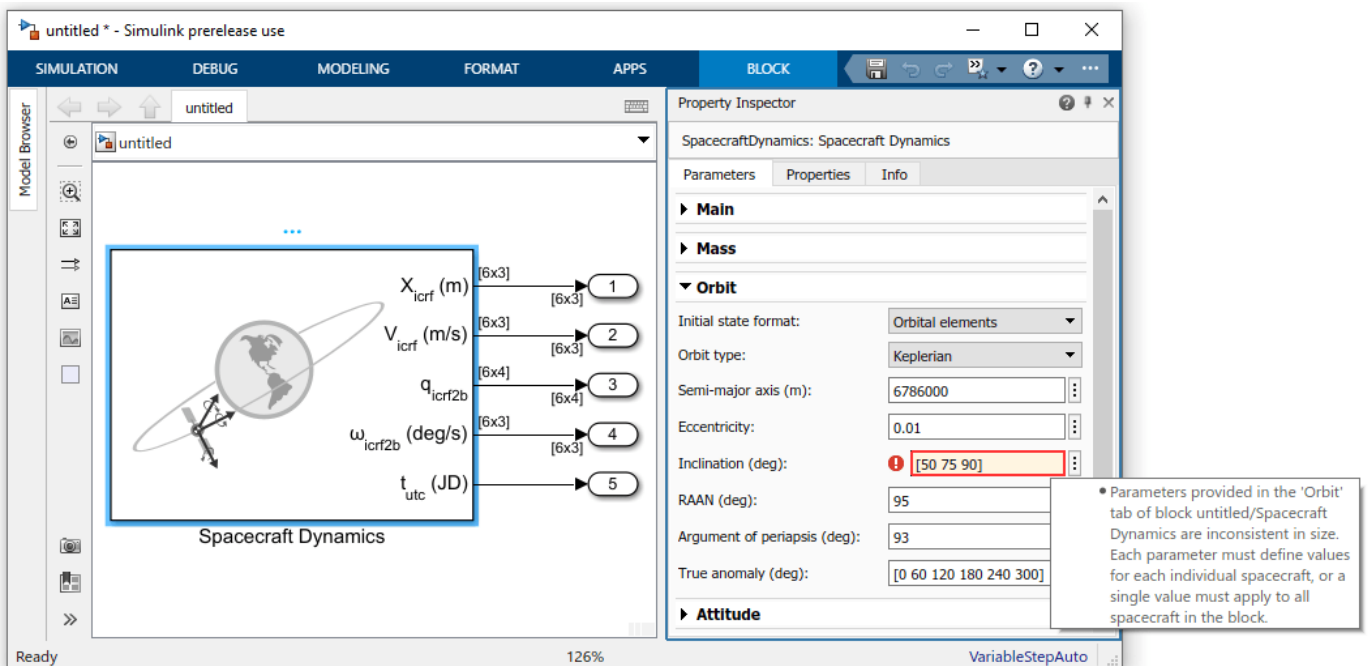 untitled * - Simulink prerelease use
SIMULATION DEBUG MODELING FORMAT APPS BLOCK
Model Browser
untitled
untitled
X_icrf (m)
[6x3]
[6x3]
1
V_icrf (m/s)
[6x3]
[6x3]
2
q_icrf2b
[6x4]
[6x4]
3
ω_icrf2b (deg/s)
[6x3]
[6x3]
4
t_utc (JD)
5
Spacecraft Dynamics
Property Inspector
SpacecraftDynamics: Spacecraft Dynamics
Parameters Properties Info
Main
Mass
Orbit
Initial state format: Orbital elements
Orbit type: Keplerian
Semi-major axis (m): 6786000
Eccentricity: 0.01
Inclination (deg): [50 75 90]
RAAN (deg): 95
Argument of periapsis (deg): 93
True anomaly (deg): [0 60 120 180 240 300]
Attitude
• Parameters provided in the 'Orbit'
tab of block untitled/Spacecraft
Dynamics are inconsistent in size.
Each parameter must define values
for each individual spacecraft, or a
single value must apply to all
spacecraft in the block.
Ready 126% VariableStepAuto